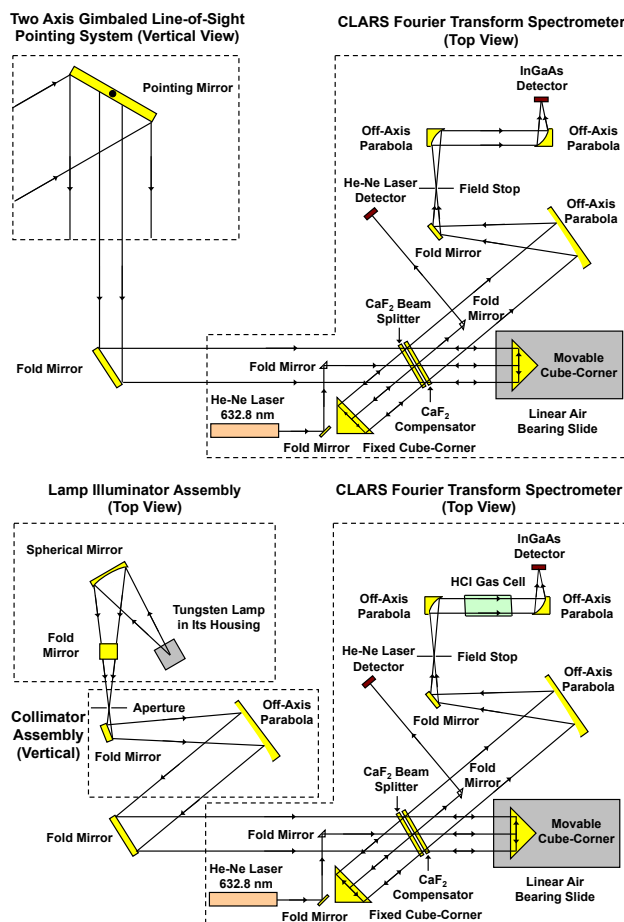 Two Axis Gimbaled Line-of-Sight
Pointing System (Vertical View)
Pointing Mirror
Fold Mirror
CLARS Fourier Transform Spectrometer
(Top View)
InGaAs
Detector
Off-Axis
Parabola
Off-Axis
Parabola
He-Ne Laser
Detector
Field Stop
Off-Axis
Parabola
Fold Mirror
Fold
Mirror
CaF2 Beam
Splitter
Fold Mirror
Movable
Cube-Corner
He-Ne Laser
632.8 nm
CaF2
Compensator
Linear Air
Bearing Slide
Fold Mirror
Fixed Cube-Corner
Lamp Illuminator Assembly
(Top View)
Spherical Mirror
Tungsten Lamp
in Its Housing
Fold
Mirror
Aperture
Off-Axis
Parabola
Collimator
Assembly
(Vertical)
Fold Mirror
Fold Mirror
CLARS Fourier Transform Spectrometer
(Top View)
InGaAs
Detector
HCl Gas Cell
Off-Axis
Parabola
Off-Axis
Parabola
He-Ne Laser
Detector
Field Stop
Off-Axis
Parabola
Fold Mirror
Fold
Mirror
CaF2 Beam
Splitter
Fold Mirror
Movable
Cube-Corner
He-Ne Laser
632.8 nm
CaF2
Compensator
Linear Air
Bearing Slide
Fold Mirror
Fixed Cube-Corner